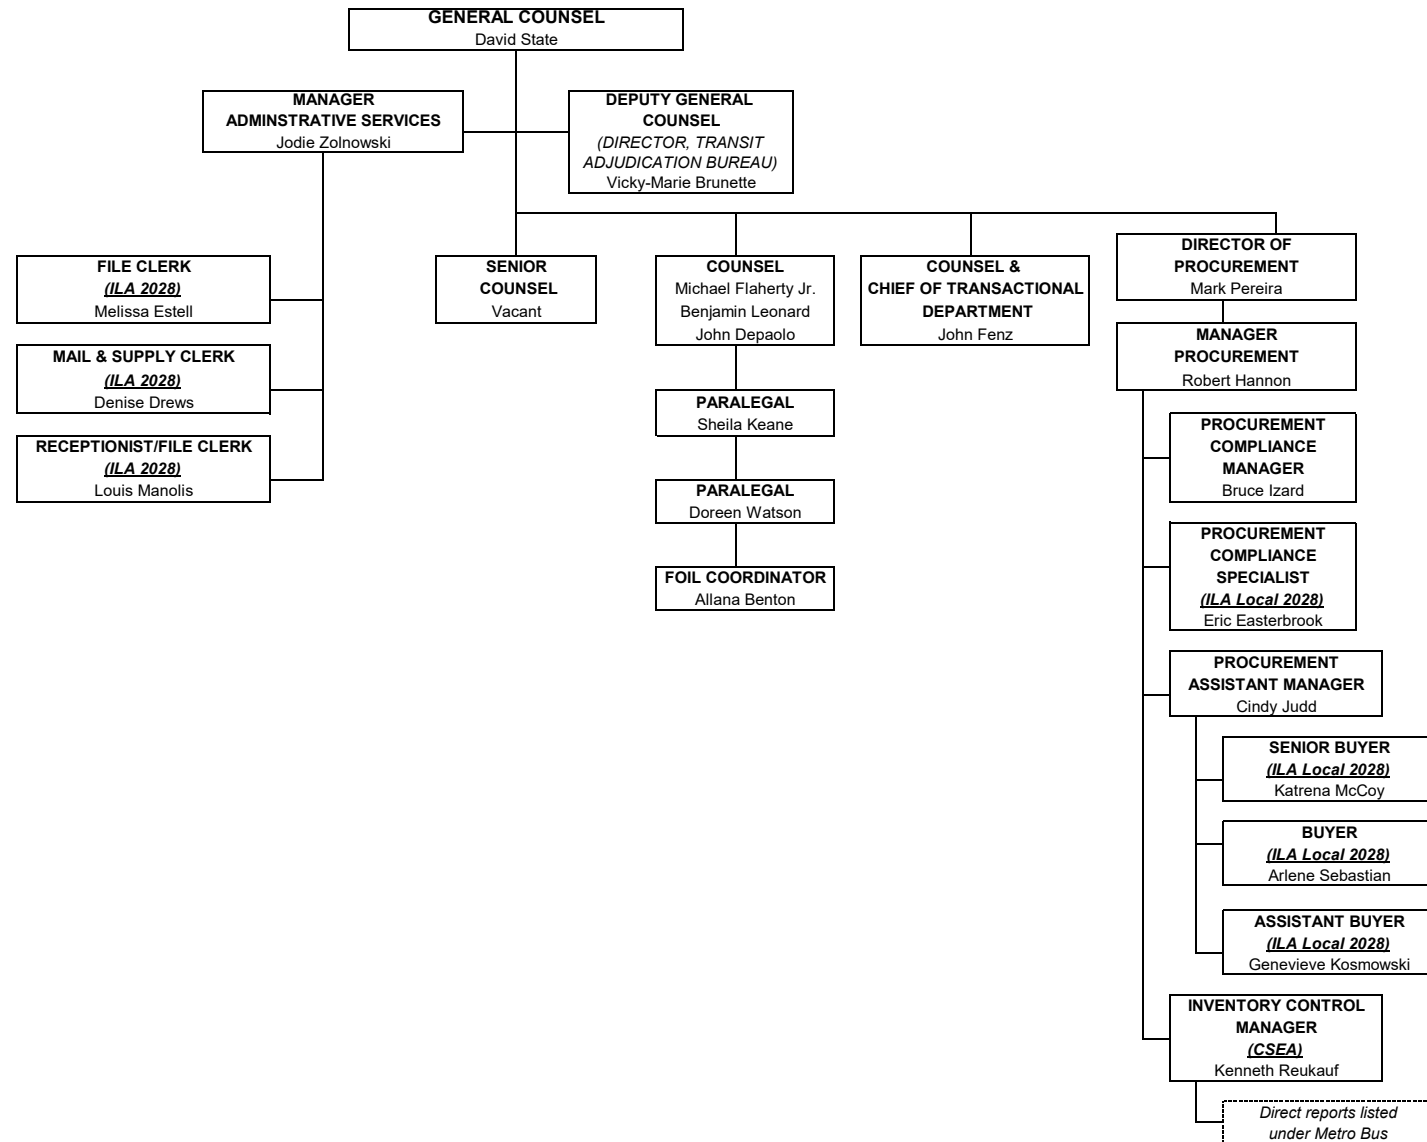 GENERAL COUNSEL
David State
MANAGER
ADMINSTRATIVE SERVICES
Jodie Zolnowski
DEPUTY GENERAL
COUNSEL
(DIRECTOR, TRANSIT
ADJUDICATION BUREAU)
Vicky-Marie Brunette
FILE CLERK
(ILA 2028)
Melissa Estell
MAIL & SUPPLY CLERK
(ILA 2028)
Denise Drews
RECEPTIONIST/FILE CLERK
(ILA 2028)
Louis Manolis
SENIOR
COUNSEL
Vacant
COUNSEL
Michael Flaherty Jr.
Benjamin Leonard
John Depaolo
PARALEGAL
Sheila Keane
PARALEGAL
Doreen Watson
FOIL COORDINATOR
Allana Benton
COUNSEL &
CHIEF OF TRANSACTIONAL
DEPARTMENT
John Fenz
DIRECTOR OF
PROCUREMENT
Mark Pereira
MANAGER
PROCUREMENT
Robert Hannon
PROCUREMENT
COMPLIANCE
MANAGER
Bruce Izard
PROCUREMENT
COMPLIANCE
SPECIALIST
(ILA Local 2028)
Eric Easterbrook
PROCUREMENT
ASSISTANT MANAGER
Cindy Judd
SENIOR BUYER
(ILA Local 2028)
Katrena McCoy
BUYER
(ILA Local 2028)
Arlene Sebastian
ASSISTANT BUYER
(ILA Local 2028)
Genevieve Kosmowski
INVENTORY CONTROL
MANAGER
(CSEA)
Kenneth Reukauf
Direct reports listed
under Metro Bus